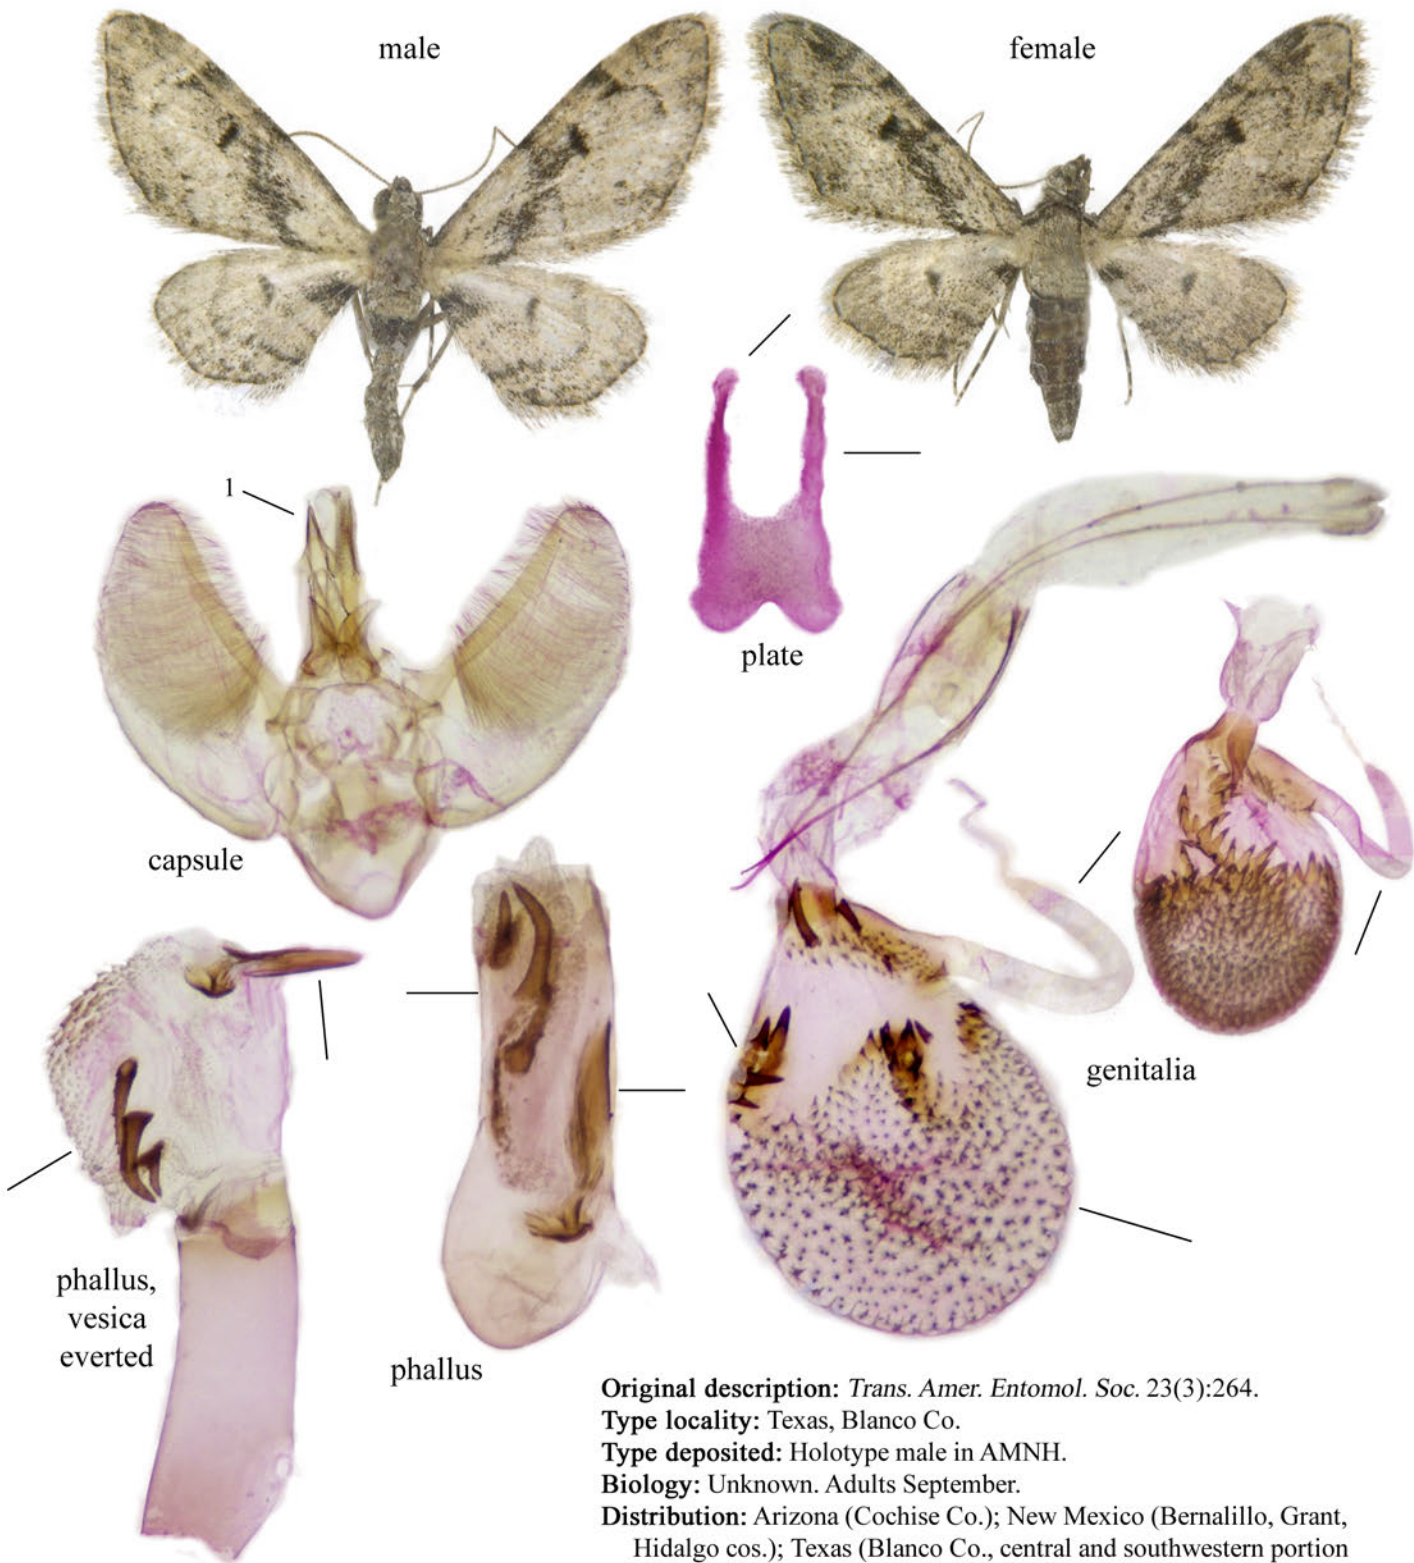 male
female
1
plate
capsule
genitalia
phallus,
vesica
everted
phallus
Original description: Trans. Amer. Entomol. Soc. 23(3):264.
Type locality: Texas, Blanco Co.
Type deposited: Holotype male in AMNH.
Biology: Unknown. Adults September.
Distribution: Arizona (Cochise Co.); New Mexico (Bernalillo, Grant,
Hidalgo cos.); Texas (Blanco Co., central and southwestern portion